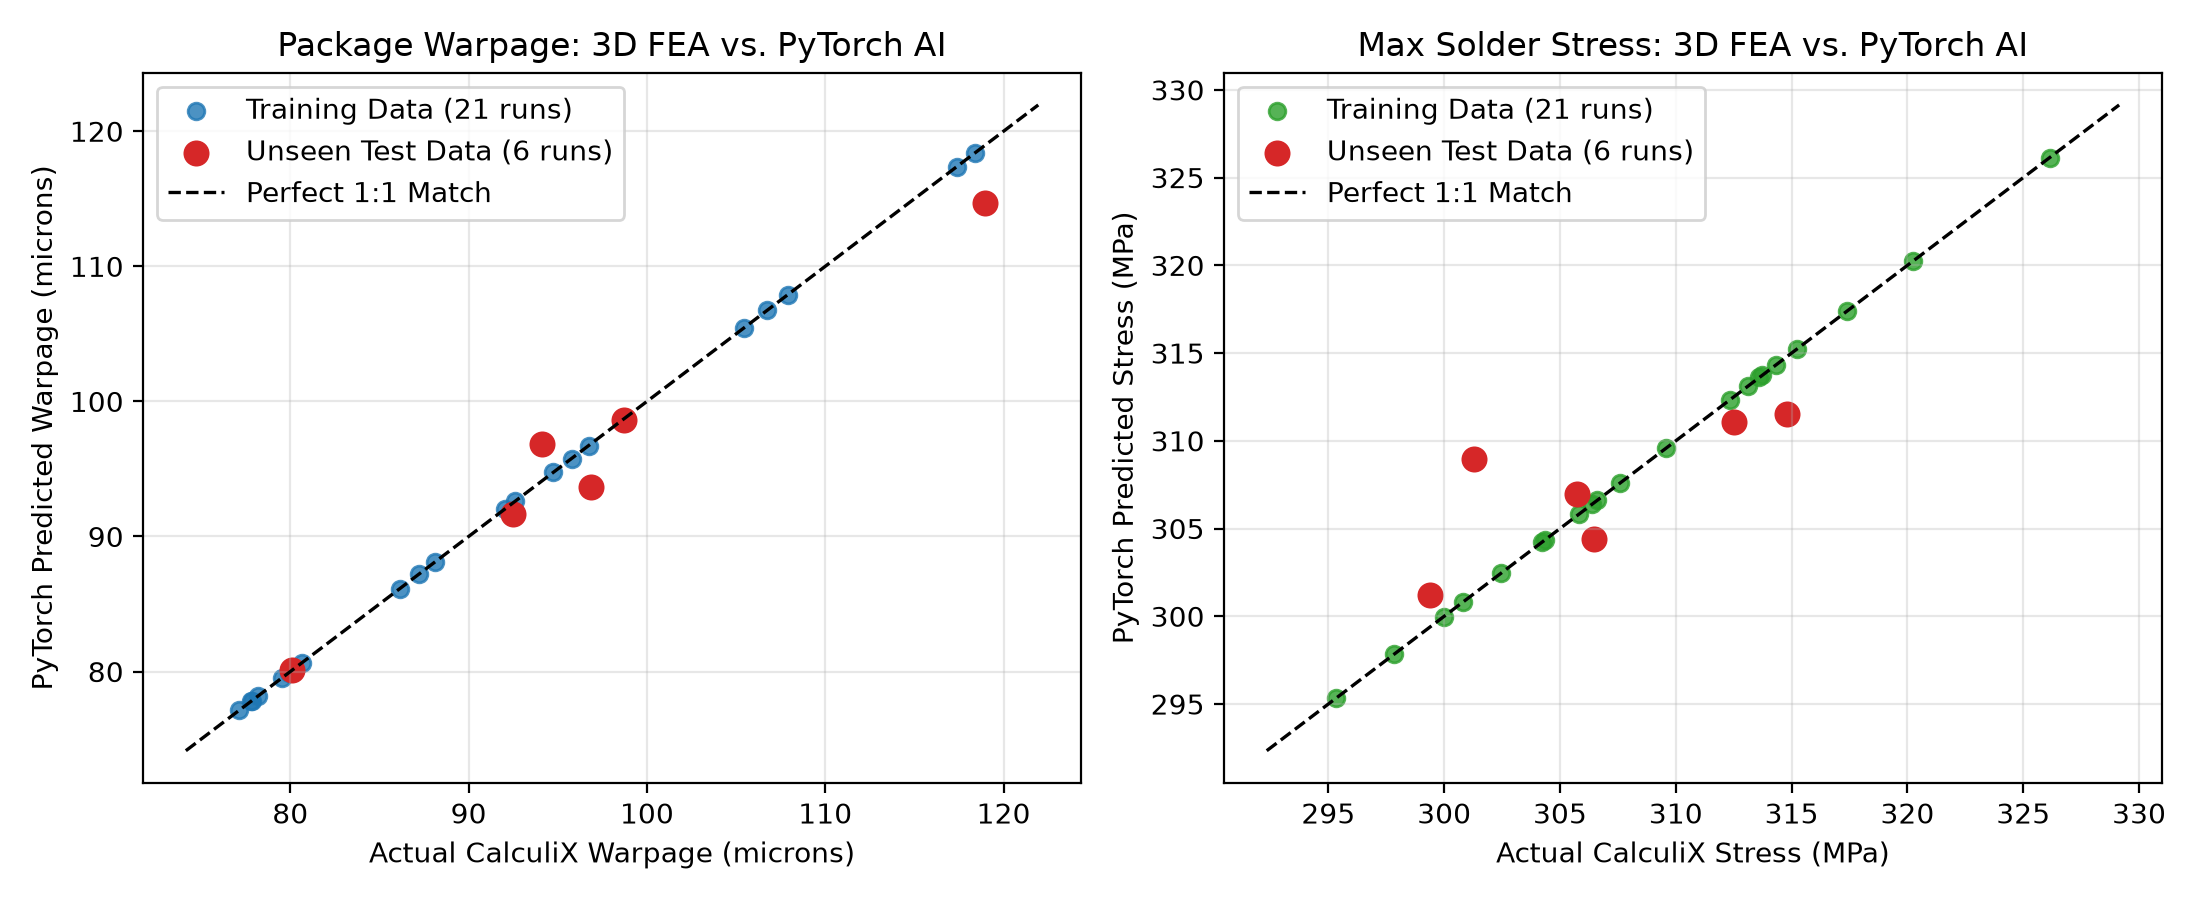 Package Warpage: 3D FEA vs. PyTorch AI
Training Data (21 runs)
Unseen Test Data (6 runs)
Perfect 1:1 Match
PyTorch Predicted Warpage (microns)
120
110
100
90
80
80 90 100 110 120
Actual CalculiX Warpage (microns)
Max Solder Stress: 3D FEA vs. PyTorch AI
Training Data (21 runs)
Unseen Test Data (6 runs)
Perfect 1:1 Match
PyTorch Predicted Stress (MPa)
330
325
320
315
310
305
300
295
295 300 305 310 315 320 325 330
Actual CalculiX Stress (MPa)